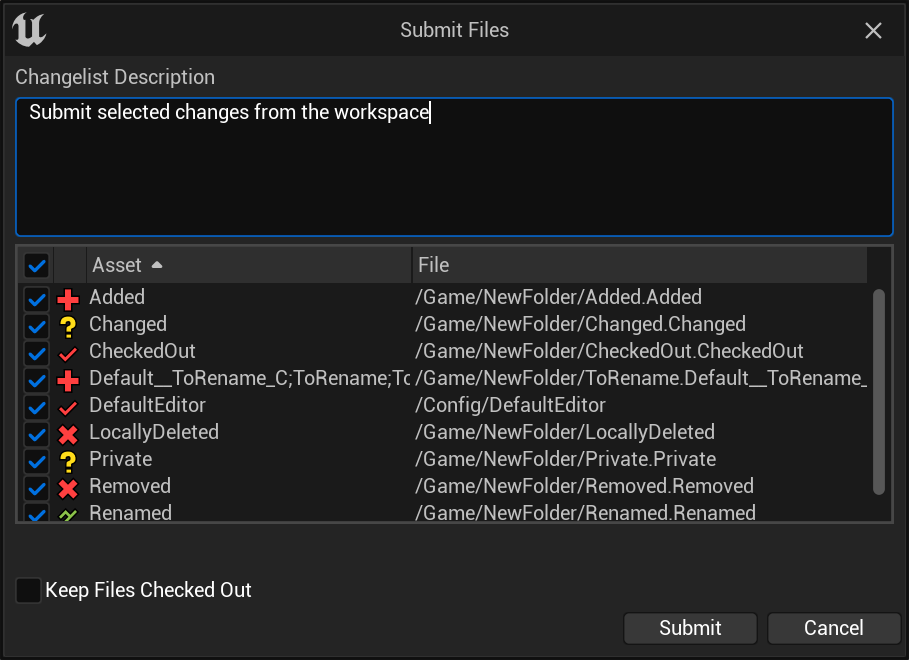 Submit Files
Changelist Description
Submit selected changes from the workspace
Asset File
Added /Game/NewFolder/Added.Added
Changed /Game/NewFolder/Changed.Changed
CheckedOut /Game/NewFolder/CheckedOut.CheckedOut
Default__ToRename_C;ToRename;To /Game/NewFolder/ToRename.Default__ToRename_
DefaultEditor /Config/DefaultEditor
LocallyDeleted /Game/NewFolder/LocallyDeleted
Private /Game/NewFolder/Private.Private
Removed /Game/NewFolder/Removed.Removed
Renamed /Game/NewFolder/Renamed.Renamed
Keep Files Checked Out
Submit Cancel